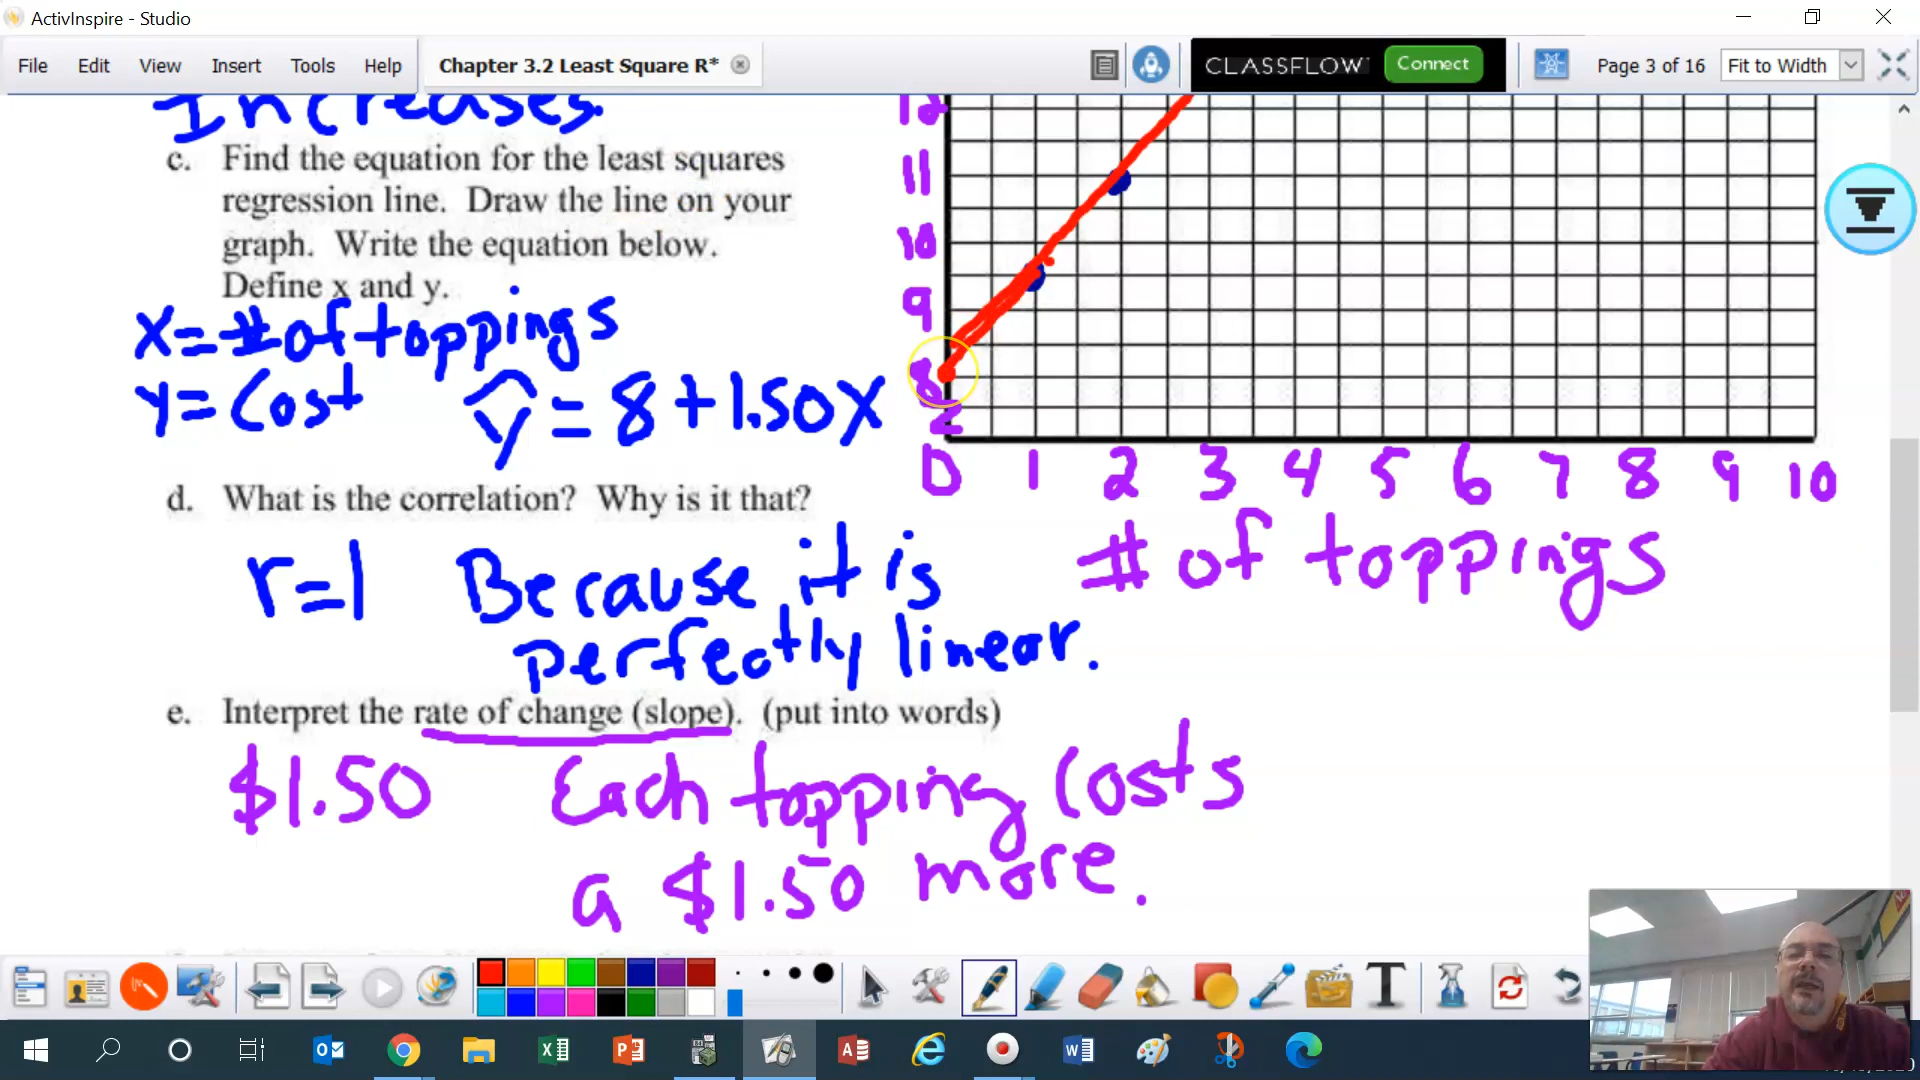 ActivInspire - Studio
File Edit View Insert Tools Help
Chapter 3.2 Least Square R*
CLASSFLOW Connect
Page 3 of 16 Fit to Width
Increases.
c. Find the equation for the least squares
regression line. Draw the line on your
graph. Write the equation below.
Define x and y.
x = # of toppings
y = Cost ŷ = 8 + 1.50x
d. What is the correlation? Why is it that?
r = 1 Because it is
perfectly linear.
e. Interpret the rate of change (slope). (put into words)
$1.50 Each topping costs
a $1.50 more.
12
11
10
9
8
0 1 2 3 4 5 6 7 8 9 10
# of toppings